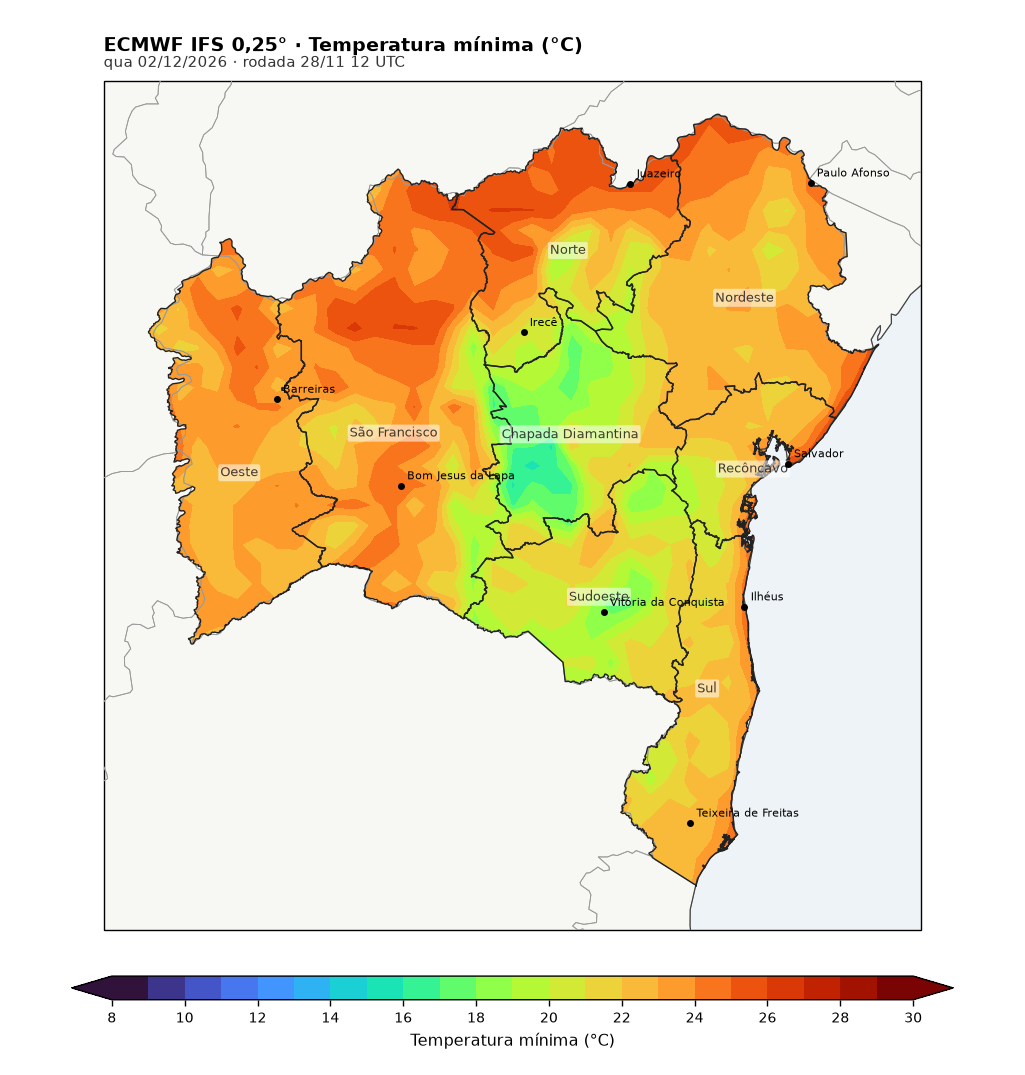 ECMWF IFS 0,25° · Temperatura mínima (°C)
qua 02/12/2026 · rodada 28/11 12 UTC
Paulo Afonso
Juazeiro
Norte
Nordeste
Irecê
Barreiras
São Francisco
Chapada Diamantina
Salvador
Recôncavo
Oeste
Bom Jesus da Lapa
Sudoeste
Ilhéus
Vitória da Conquista
Sul
Teixeira de Freitas
8 10 12 14 16 18 20 22 24 26 28 30
Temperatura mínima (°C)